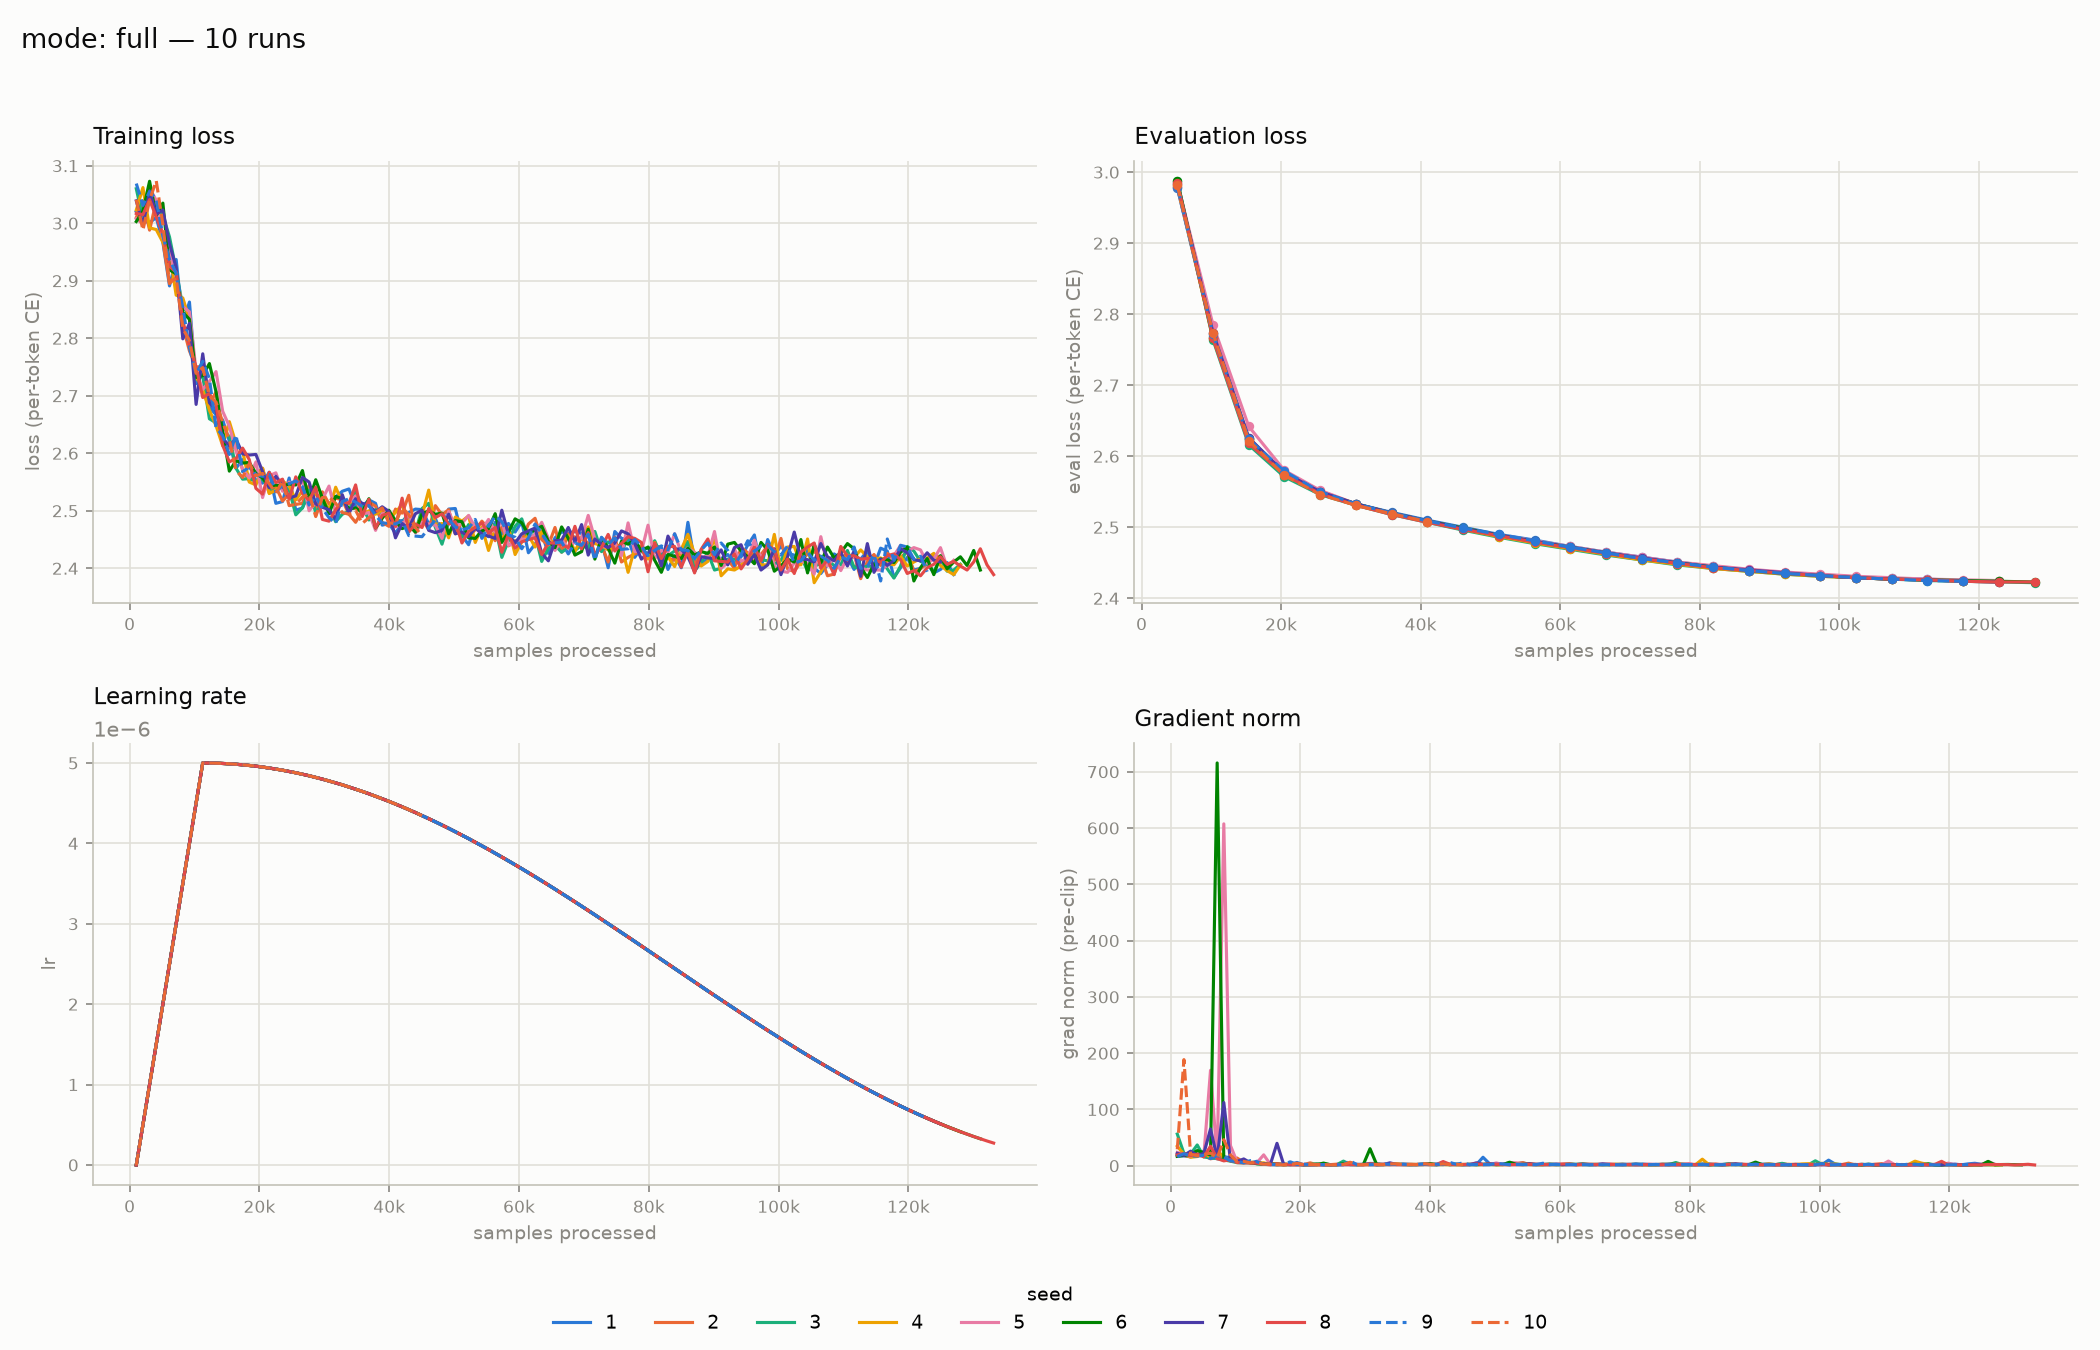 mode: full — 10 runs
Training loss
3.1
3.0
2.9
2.8
2.7
2.6
2.5
2.4
loss (per-token CE)
0 20k 40k 60k 80k 100k 120k
samples processed
Evaluation loss
3.0
2.9
2.8
2.7
2.6
2.5
2.4
eval loss (per-token CE)
0 20k 40k 60k 80k 100k 120k
samples processed
Learning rate
1e−6
5
4
3
2
1
0
lr
0 20k 40k 60k 80k 100k 120k
samples processed
Gradient norm
700
600
500
400
300
200
100
0
grad norm (pre-clip)
0 20k 40k 60k 80k 100k 120k
samples processed
seed
1 2 3 4 5 6 7 8 9 10